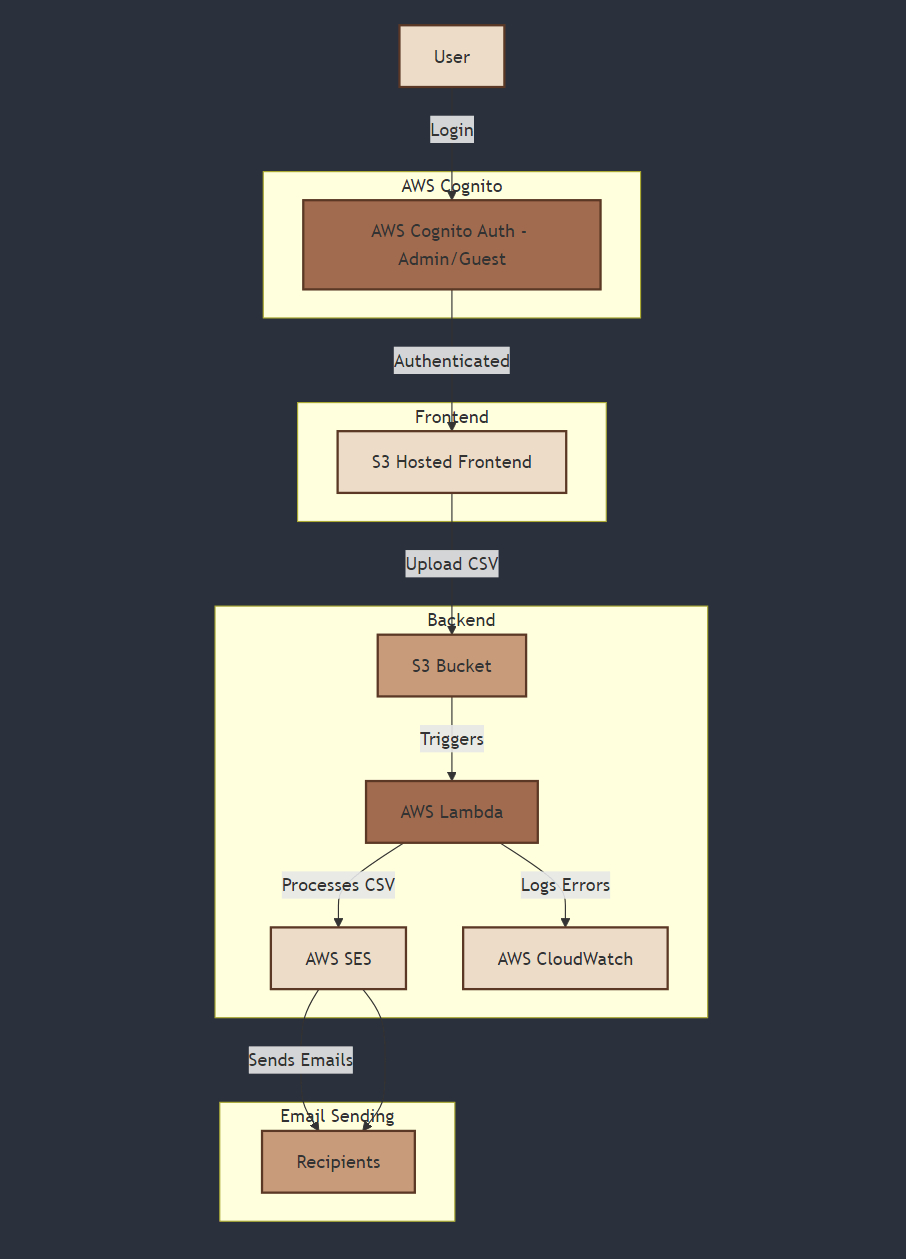 User
Login
AWS Cognito
AWS Cognito Auth -
Admin/Guest
Authenticated
Frontend
S3 Hosted Frontend
Upload CSV
Backend
S3 Bucket
Triggers
AWS Lambda
Processes CSV
Logs Errors
AWS SES
AWS CloudWatch
Sends Emails
Email Sending
Recipients